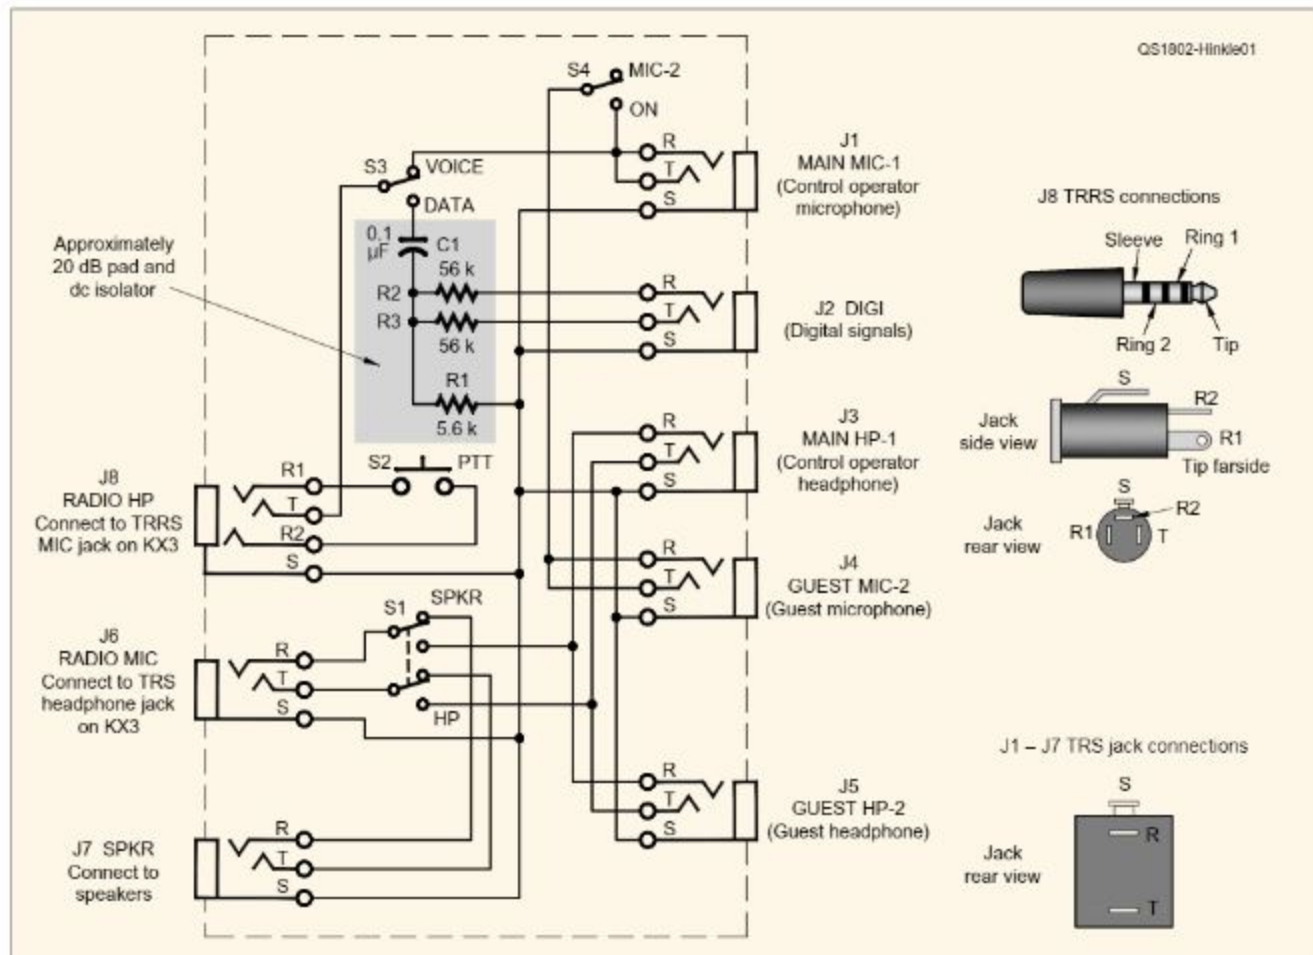 QS1802-Hinkle01
S4
MIC-2
ON
R
T
S
J1
MAIN MIC-1
(Control operator
microphone)
S3
VOICE
DATA
Approximately
20 dB pad and
dc isolator
0.1
µF
C1
56 k
R2
R3
56 k
R1
5.6 k
R
T
S
J2 DIGI
(Digital signals)
R
T
S
J3
MAIN HP-1
(Control operator
headphone)
S2
PTT
J8
RADIO HP
Connect to TRRS
MIC jack on KX3
R1
T
R2
S
R
T
S
J4
GUEST MIC-2
(Guest microphone)
S1
SPKR
HP
J6
RADIO MIC
Connect to TRS
headphone jack
on KX3
R
T
S
R
T
S
J5
GUEST HP-2
(Guest headphone)
J7 SPKR
Connect to
speakers
R
T
S
J8 TRRS connections
Sleeve
Ring 1
Ring 2
Tip
Jack
side view
S
R2
R1
Tip farside
Jack
rear view
S
R2
R1
T
J1 – J7 TRS jack connections
Jack
rear view
S
R
T